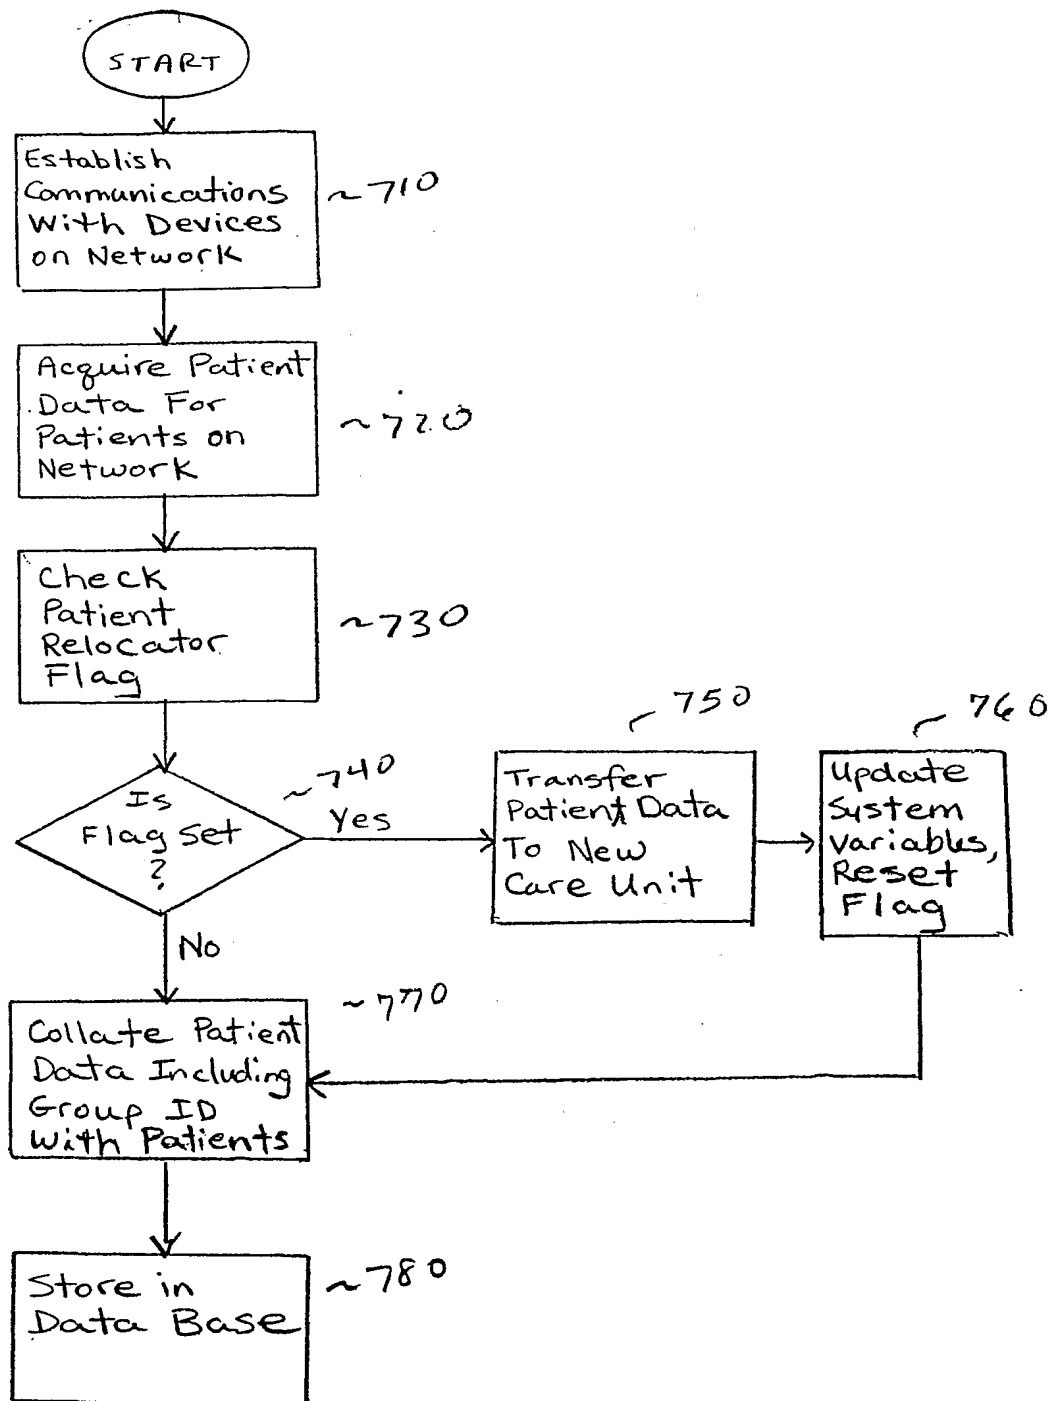 START
Establish
Communications
With Devices
on Network
~710
Acquire Patient
Data For
Patients on
Network
~720
Check
Patient
Relocator
Flag
~730
Is
Flag Set
?
~740
Yes
No
Transfer
Patient Data
To New
Care Unit
750
Update
System
Variables,
Reset
Flag
760
Collate Patient
Data Including
Group ID
With Patients
~770
Store in
Data Base
~780